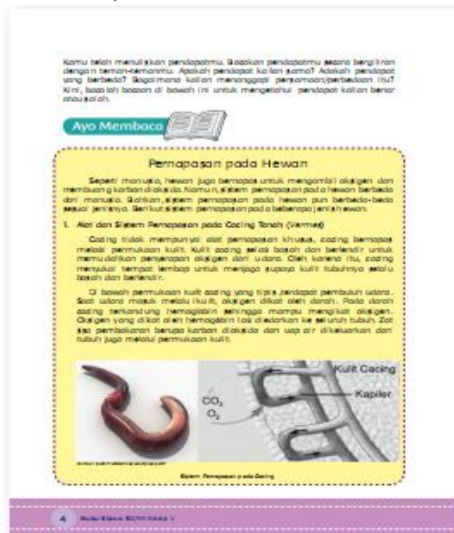 Kamu telah menuliskan pendapatmu. Bacakan pendapatmu secara bergiliran
dengan teman-temanmu. Apakah pendapat kalian sama? Adakah pendapat
yang berbeda? Bagaimana kalian menanggapi persamaan/perbedaan itu?
Kini, bacalah bacaan di bawah ini untuk mengetahui pendapat kalian benar
atau salah.
Ayo Membaca
Pernapasan pada Hewan
Seperti manusia, hewan juga bernapas untuk mengambil oksigen dan
membuang karbon dioksida. Namun, sistem pernapasan pada hewan berbeda
dari manusia. Bahkan, sistem pernapasan pada hewan pun berbeda-beda
sesuai jenisnya. Berikut sistem pernapasan pada beberapa jenis hewan.
1. Alat dan Sistem Pernapasan pada Cacing Tanah (Vermes)
Cacing tidak mempunyai alat pernapasan khusus, cacing bernapas
melalui permukaan kulit. Kulit cacing selalu basah dan berlendir untuk
memudahkan penyerapan oksigen dari udara. Oleh karena itu, cacing
menyukai tempat lembap untuk menjaga supaya kulit tubuhnya selalu
basah dan berlendir.
Di bawah permukaan kulit cacing yang tipis terdapat pembuluh darah.
Saat udara masuk melalui kulit, oksigen diikat oleh darah. Pada darah
cacing terkandung hemoglobin sehingga mampu mengikat oksigen.
Oksigen yang diikat oleh hemoglobin lalu diedarkan ke seluruh tubuh. Zat
sisa pembakaran berupa karbon dioksida dan uap air dikeluarkan dari
tubuh juga melalui permukaan kulit.
Kulit Cacing
Kapiler
CO₂
O₂
Sistem Pernapasan pada Cacing
4 Buku Siswa SD/MI Kelas V